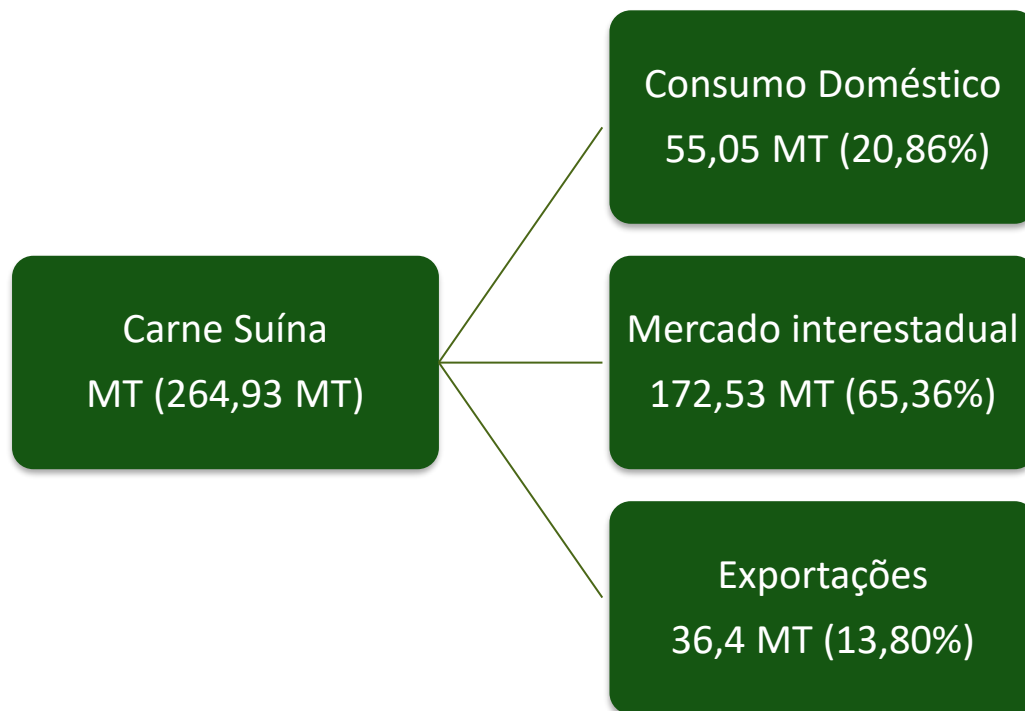 Carne Suína
MT (264,93 MT)
Consumo Doméstico
55,05 MT (20,86%)
Mercado interestadual
172,53 MT (65,36%)
Exportações
36,4 MT (13,80%)